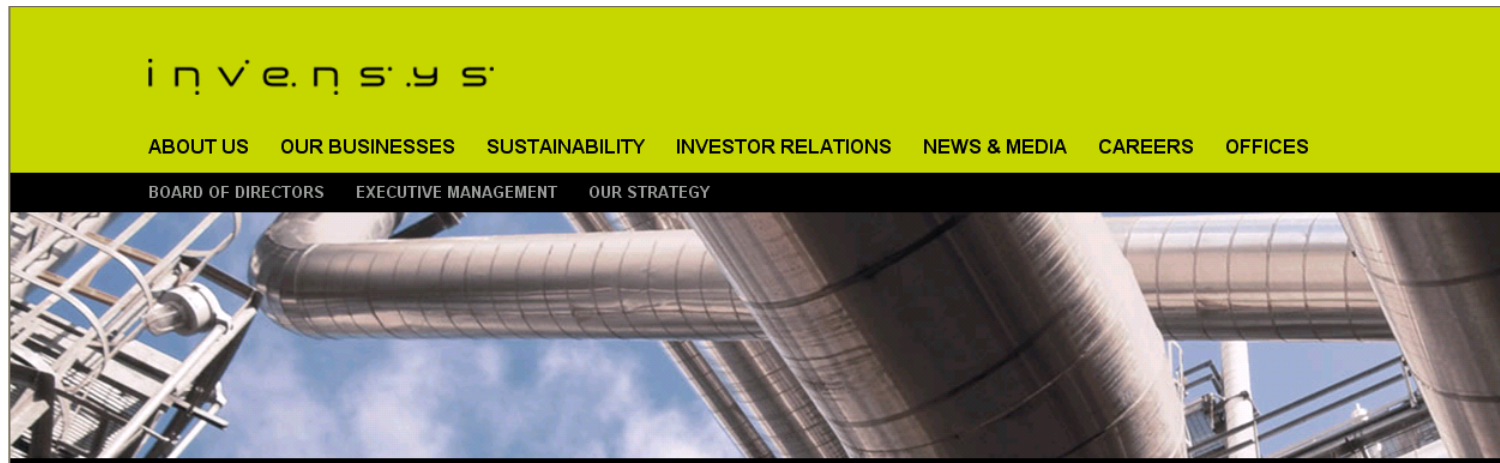 invensys
ABOUT US OUR BUSINESSES SUSTAINABILITY INVESTOR RELATIONS NEWS & MEDIA CAREERS OFFICES
BOARD OF DIRECTORS EXECUTIVE MANAGEMENT OUR STRATEGY